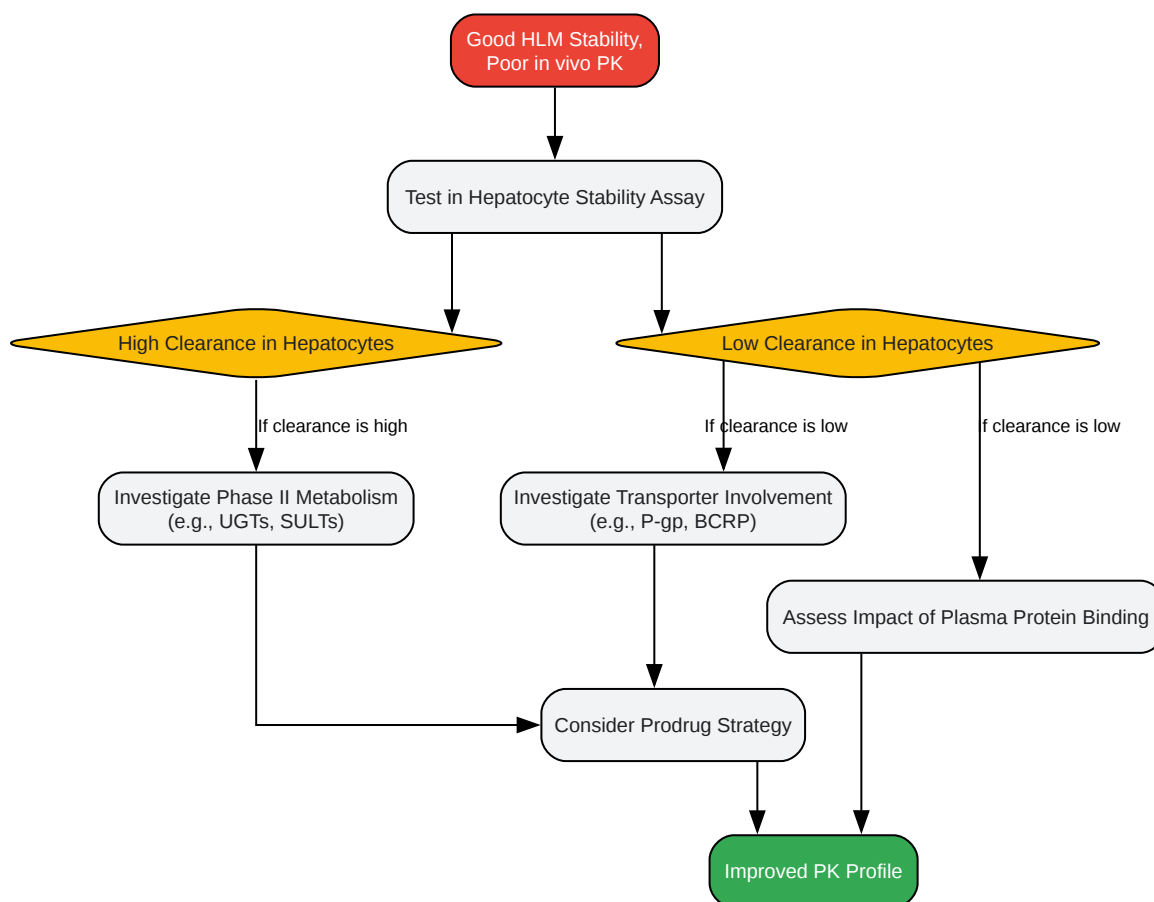 Good HLM Stability,
Poor in vivo PK
Test in Hepatocyte Stability Assay
High Clearance in Hepatocytes
Low Clearance in Hepatocytes
If clearance is high
If clearance is low
If clearance is low
Investigate Phase II Metabolism
(e.g., UGTs, SULTs)
Investigate Transporter Involvement
(e.g., P-gp, BCRP)
Assess Impact of Plasma Protein Binding
Consider Prodrug Strategy
Improved PK Profile